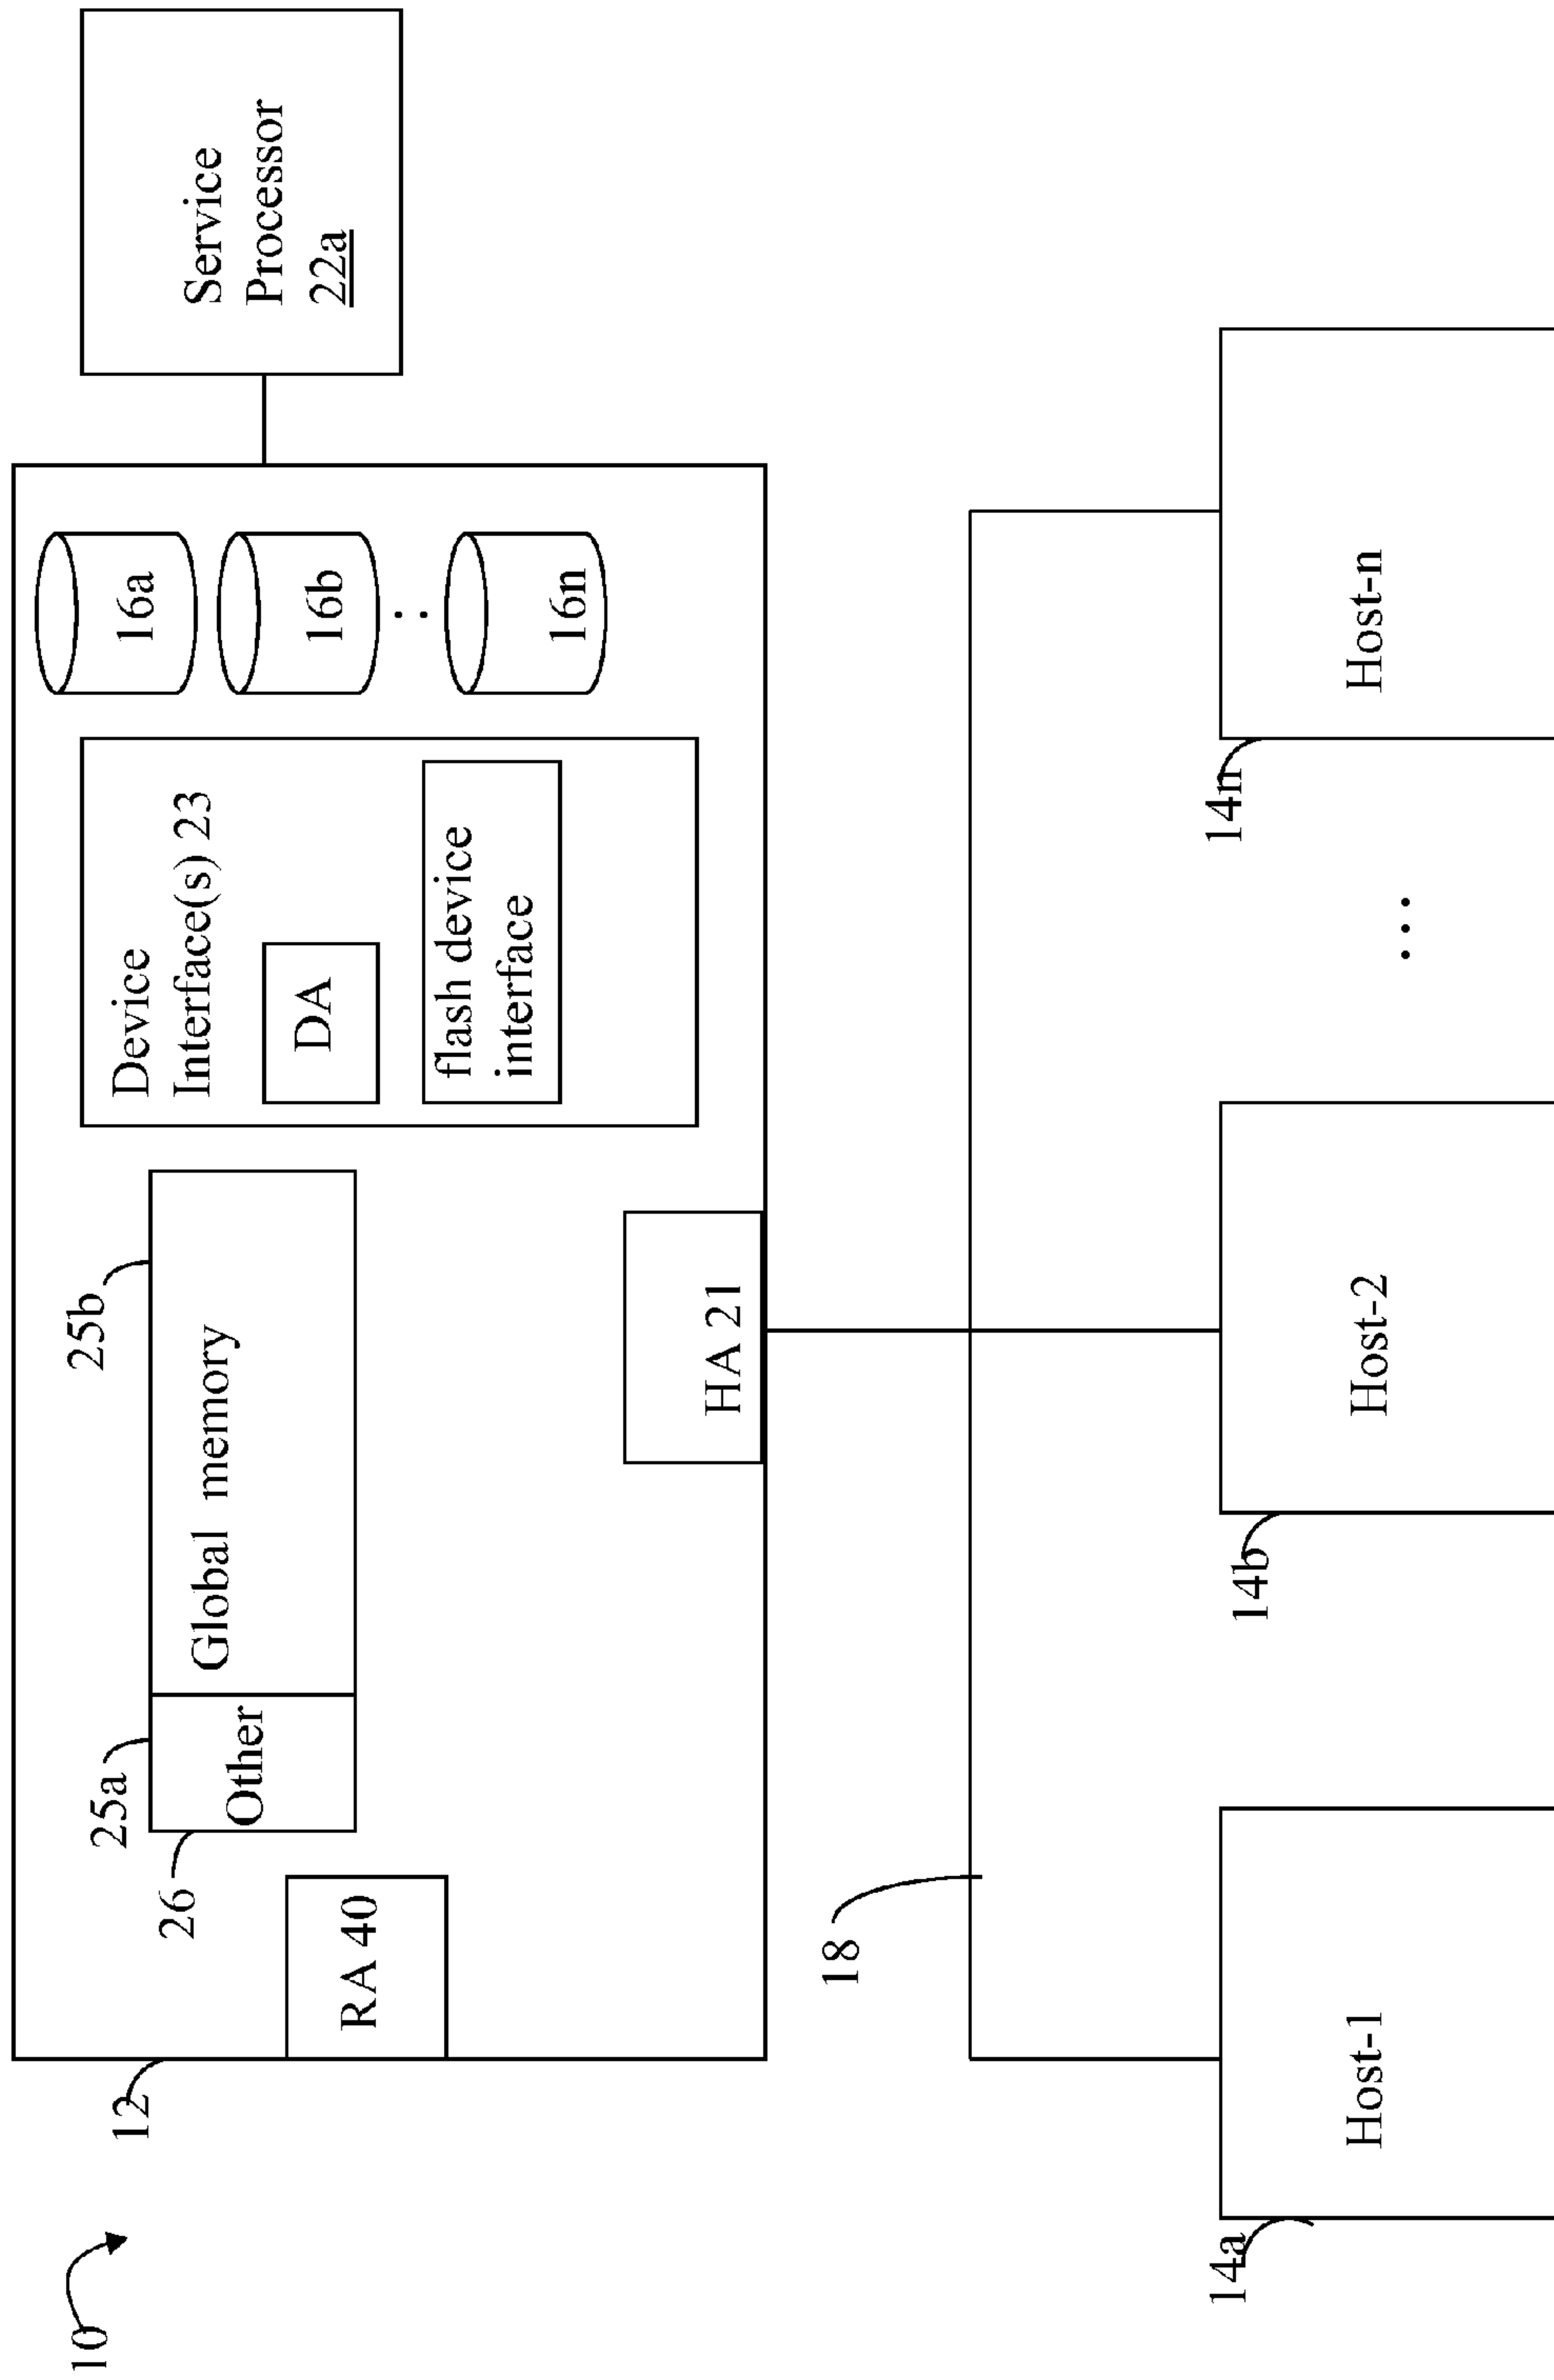 10
12
RA 40
26
25a
Other
Global memory
25b
Device
Interface(s) 23
DA
flash device
interface
16a
16b
16n
Service
Processor
22a
HA 21
18
14a
Host-1
14b
Host-2
...
14n
Host-n